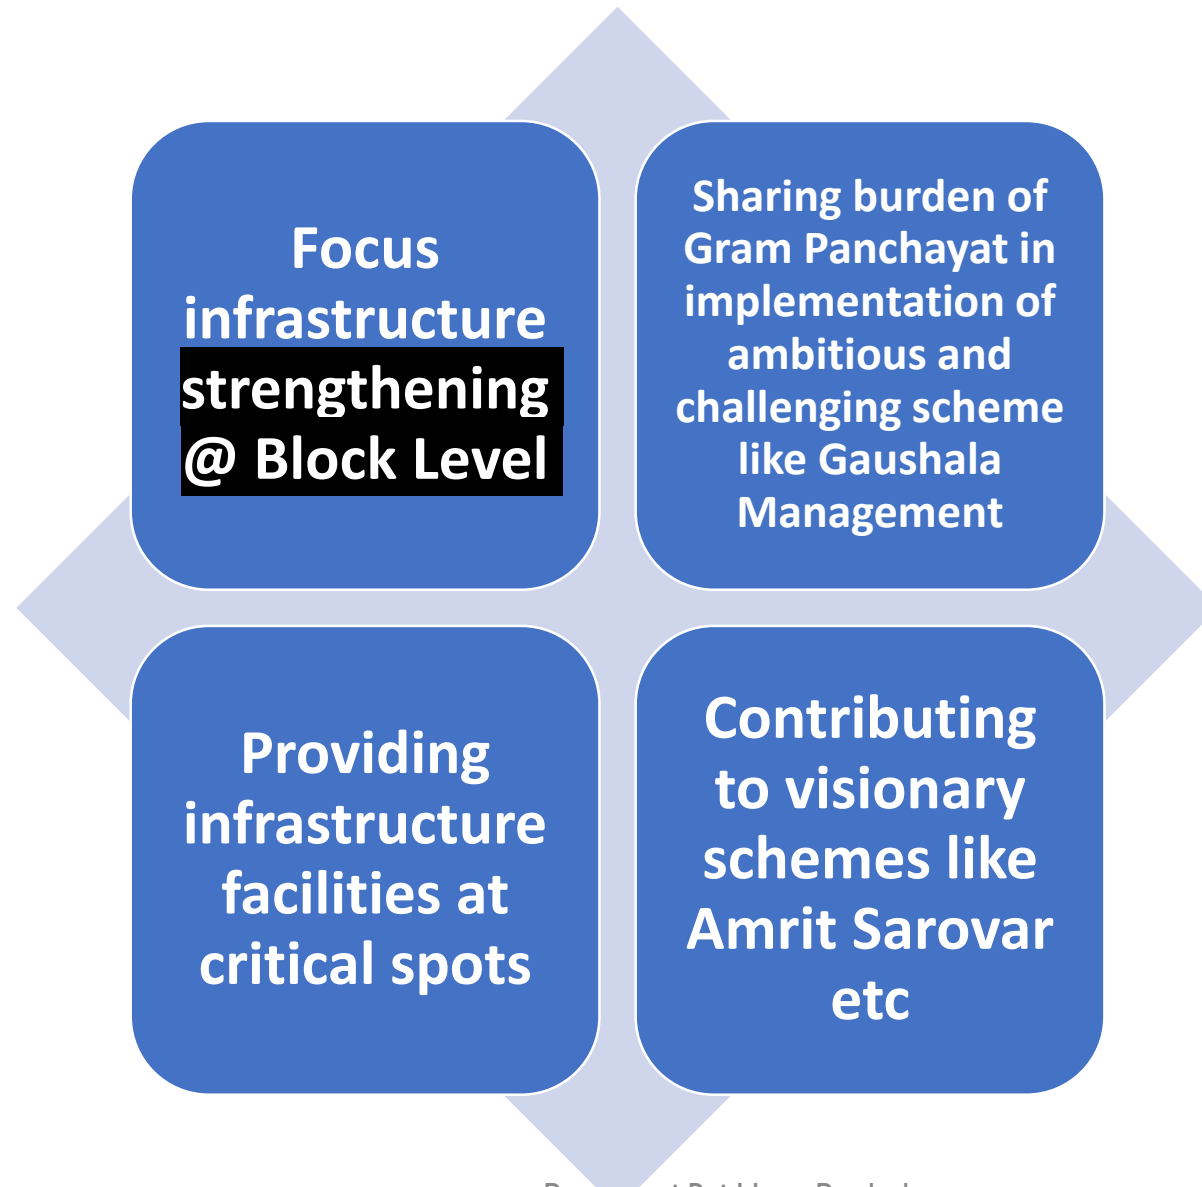 Focus
infrastructure
strengthening
@ Block Level
Sharing burden of
Gram Panchayat in
implementation of
ambitious and
challenging scheme
like Gaushala
Management
Providing
infrastructure
facilities at
critical spots
Contributing
to visionary
schemes like
Amrit Sarovar
etc